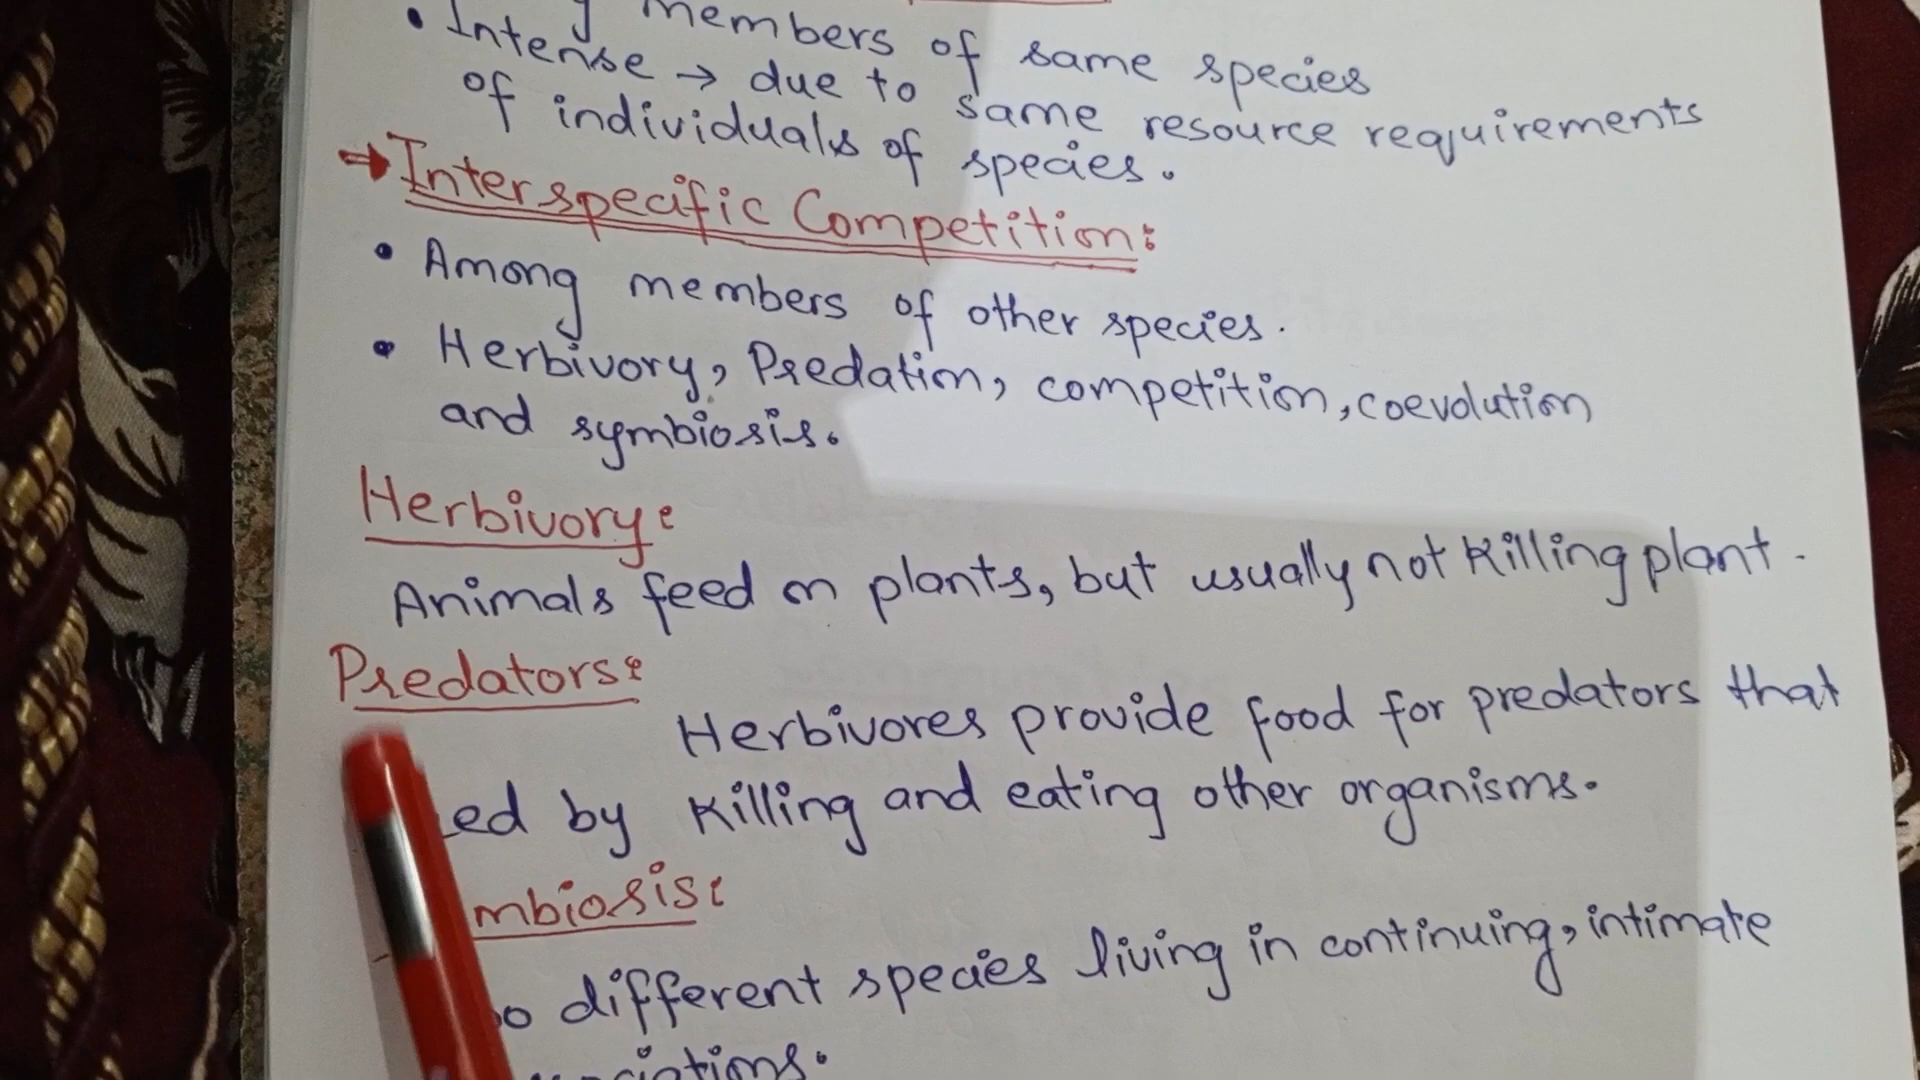 members of same species
• Intense → due to same resource requirements
of individuals of species.
→ Interspecific Competition:
• Among members of other species.
• Herbivory, Predation, competition, coevolution
and symbiosis.
Herbivory:
Animals feed on plants, but usually not killing plant.
Predators:
Herbivores provide food for predators that
by killing and eating other organisms.
mbiosis:
different species living in continuing, intimate